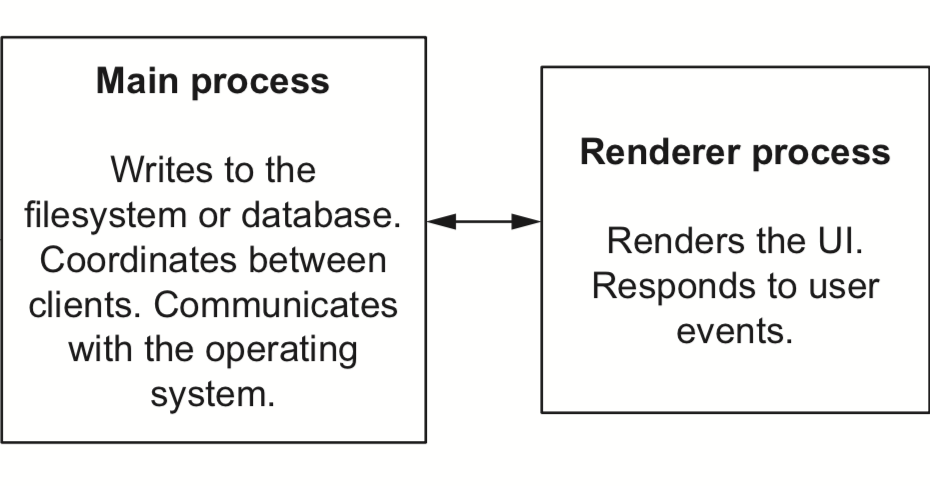 Main process
Writes to the
filesystem or database.
Coordinates between
clients. Communicates
with the operating
system.
Renderer process
Renders the UI.
Responds to user
events.